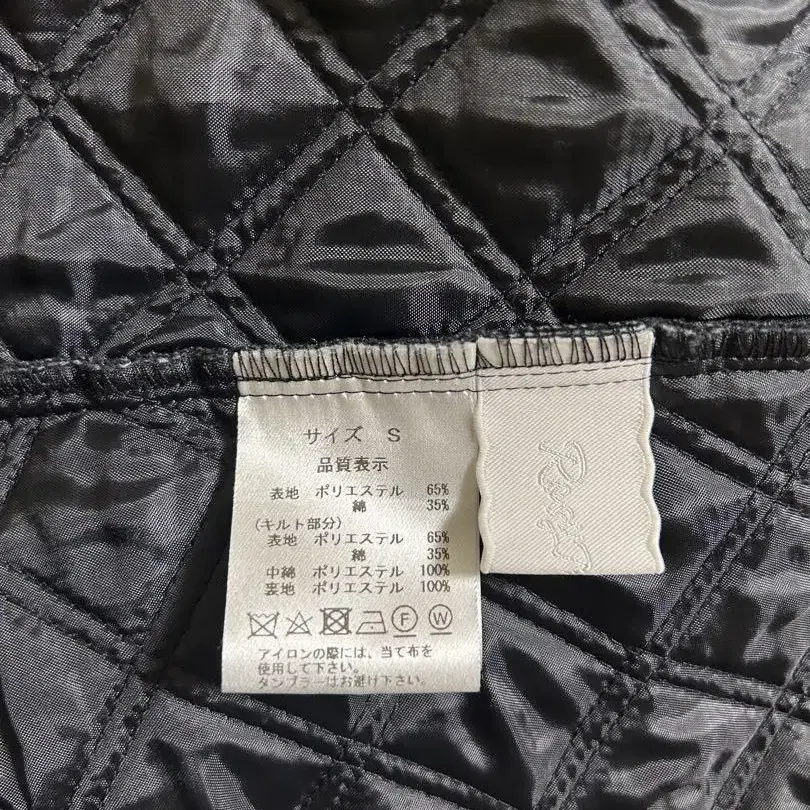 サイズ S
品質表示
表地 ポリエステル 65%
綿 35%
(キルト部分)
表地 ポリエステル 65%
綿 35%
中綿 ポリエステル 100%
裏地 ポリエステル 100%
F W
アイロンの際には、当て布を
使用して下さい。
タンブラーはお避け下さい。